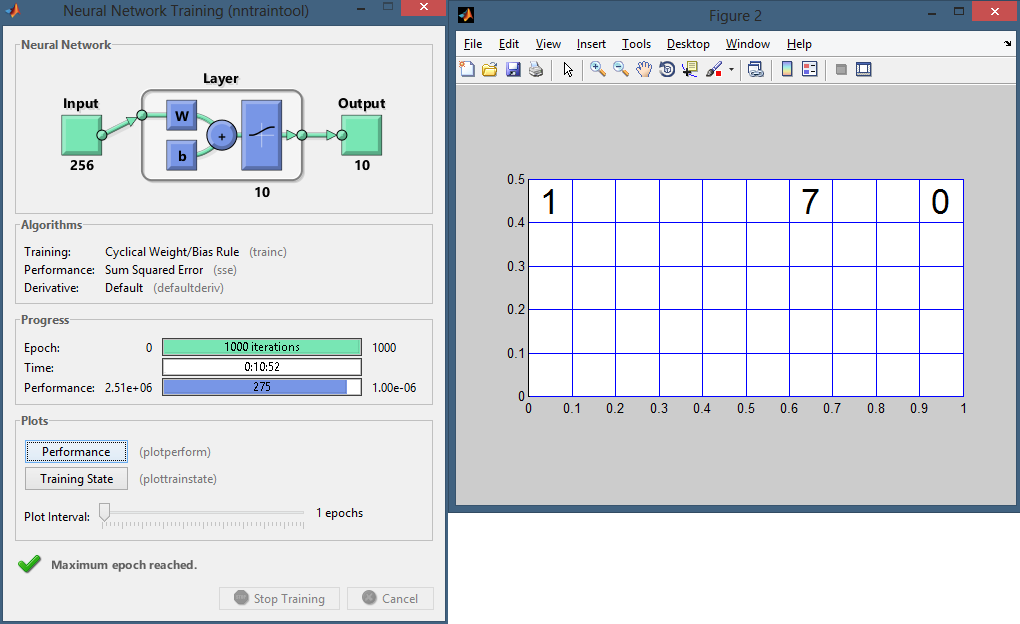 Neural Network Training (nntraintool)
Neural Network
Layer
Input
Output
W
b
+
256
10
10
Algorithms
Training: Cyclical Weight/Bias Rule (trainc)
Performance: Sum Squared Error (sse)
Derivative: Default (defaultderiv)
Progress
Epoch: 0 1000 iterations 1000
Time: 0:10:52
Performance: 2.51e+06 275 1.00e-06
Plots
Performance (plotperform)
Training State (plottrainstate)
Plot Interval: 1 epochs
Maximum epoch reached.
Stop Training Cancel
Figure 2
File Edit View Insert Tools Desktop Window Help
1 7 0
0.5
0.4
0.3
0.2
0.1
0
0 0.1 0.2 0.3 0.4 0.5 0.6 0.7 0.8 0.9 1